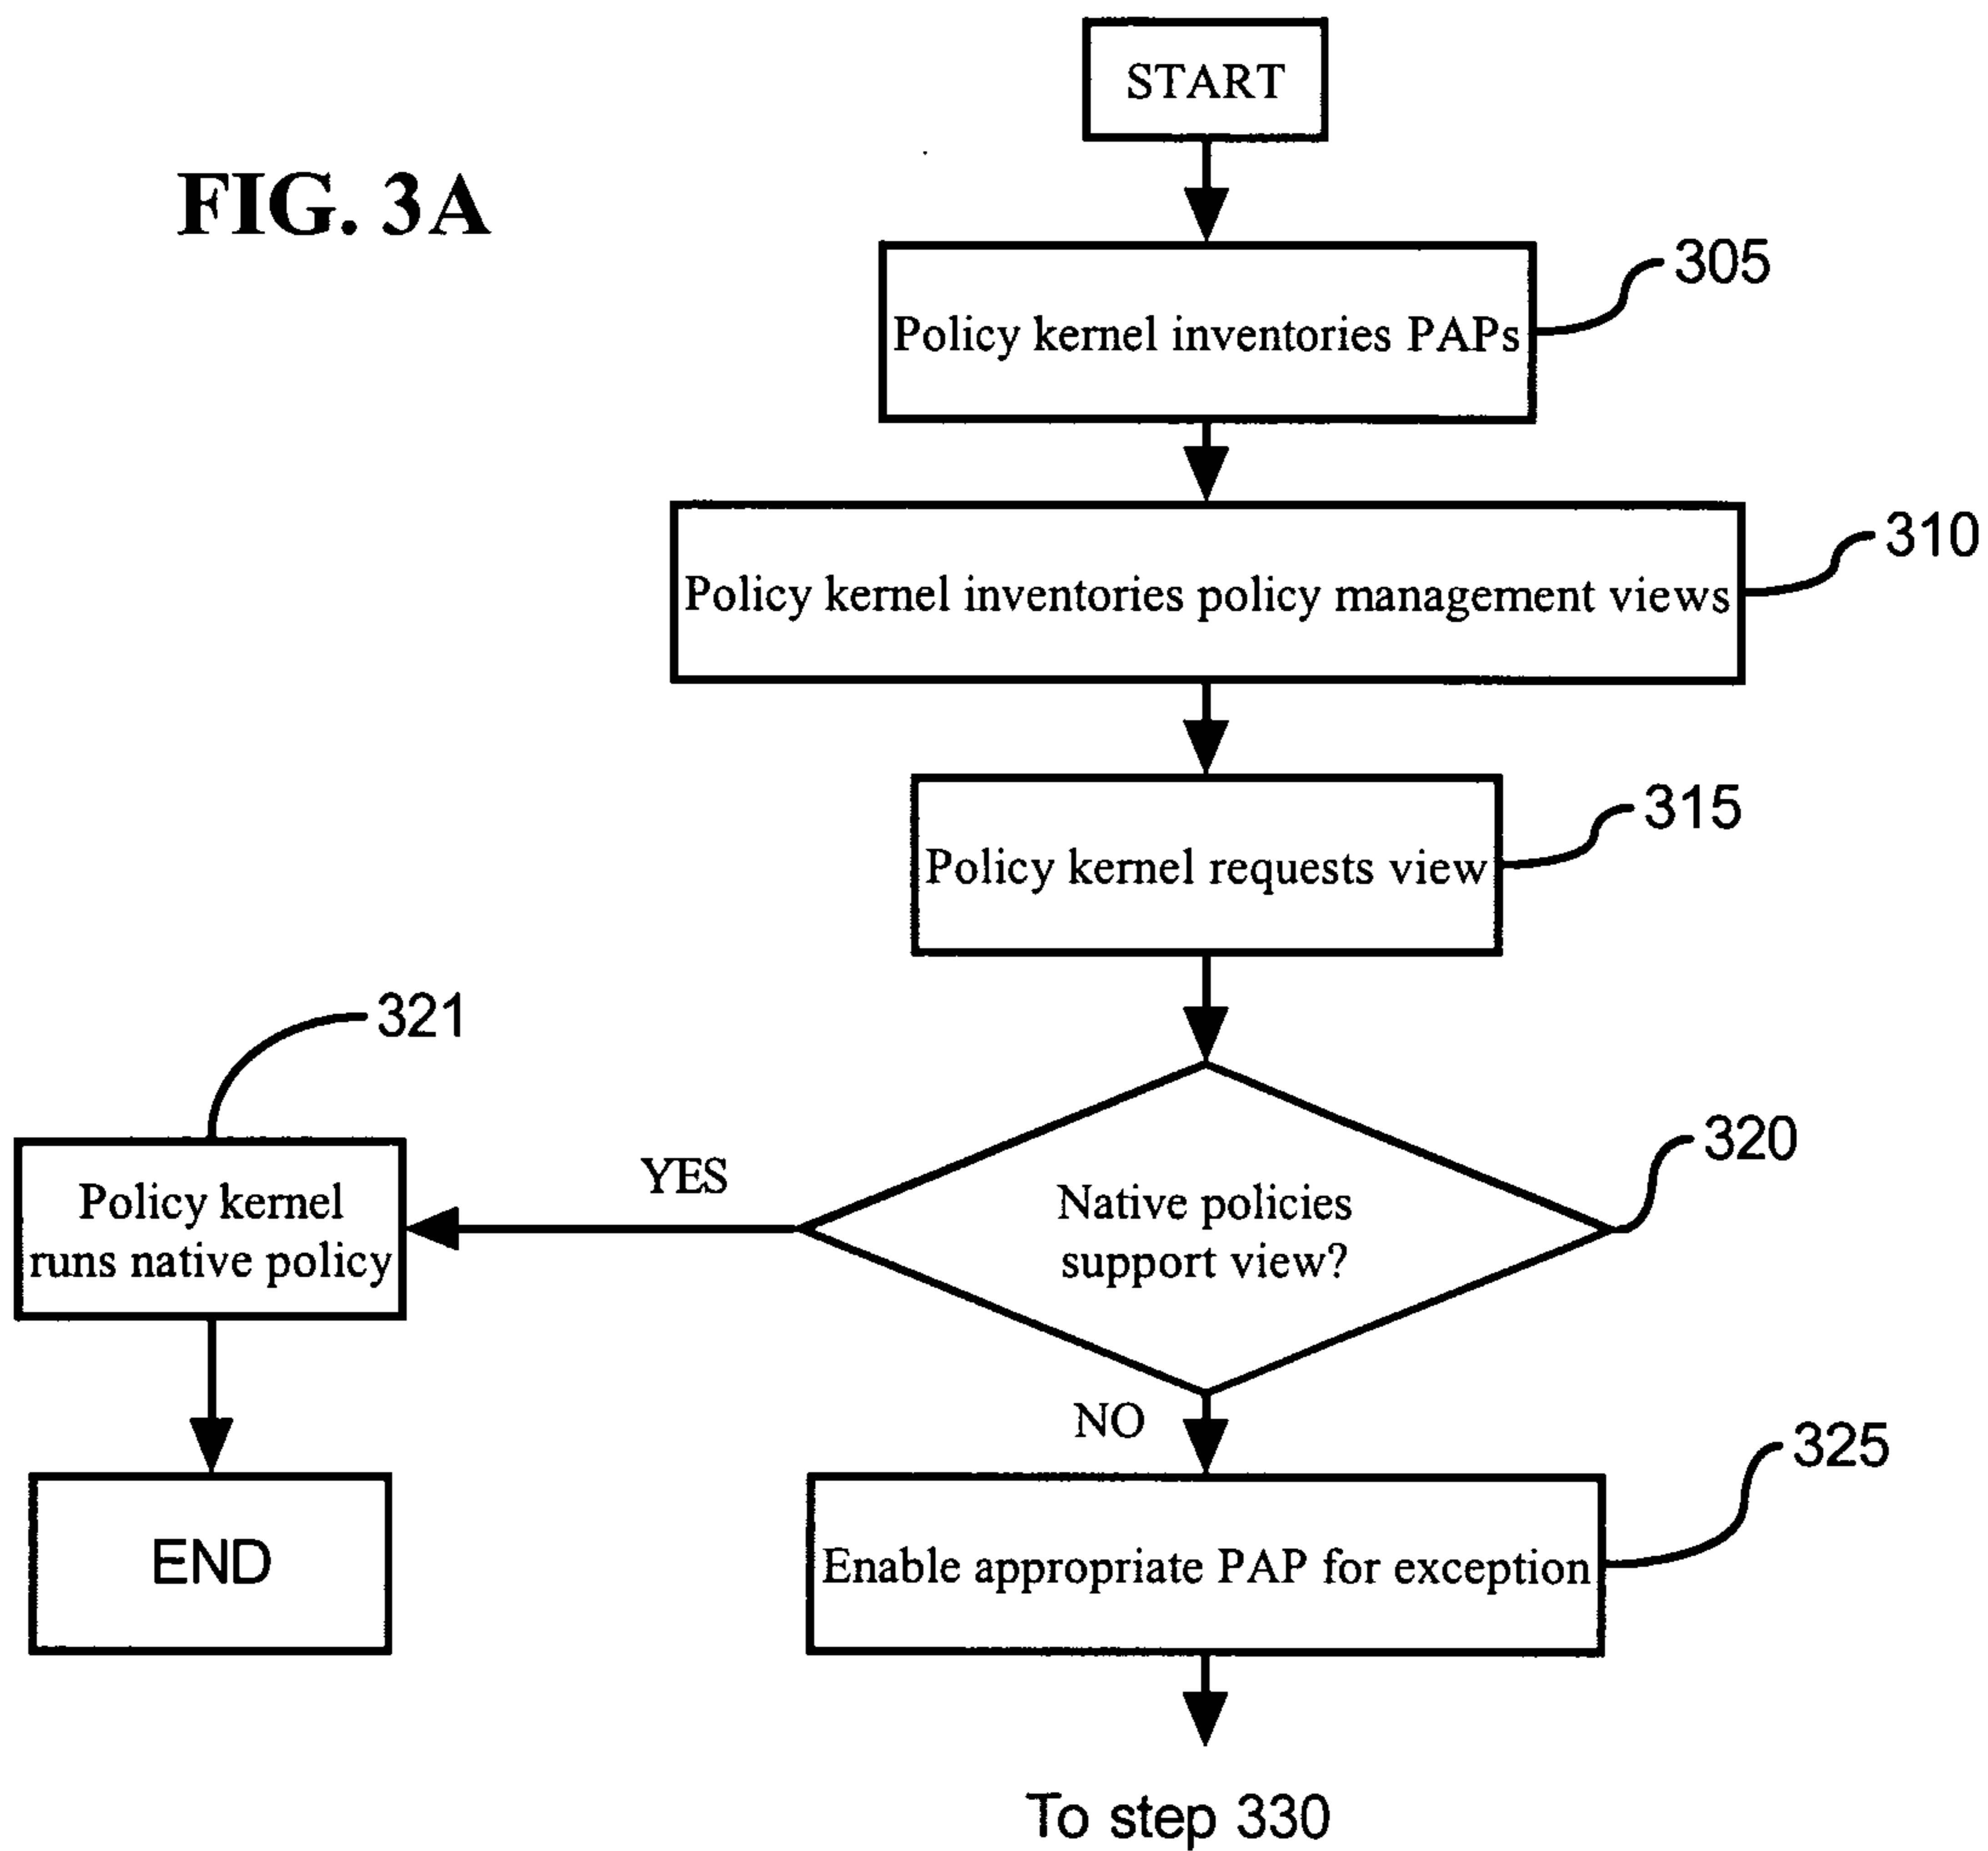 START
FIG. 3A
305
Policy kernel inventories PAPs
310
Policy kernel inventories policy management views
315
Policy kernel requests view
321
320
YES
Policy kernel
runs native policy
Native policies
support view?
NO
325
END
Enable appropriate PAP for exception
To step 330